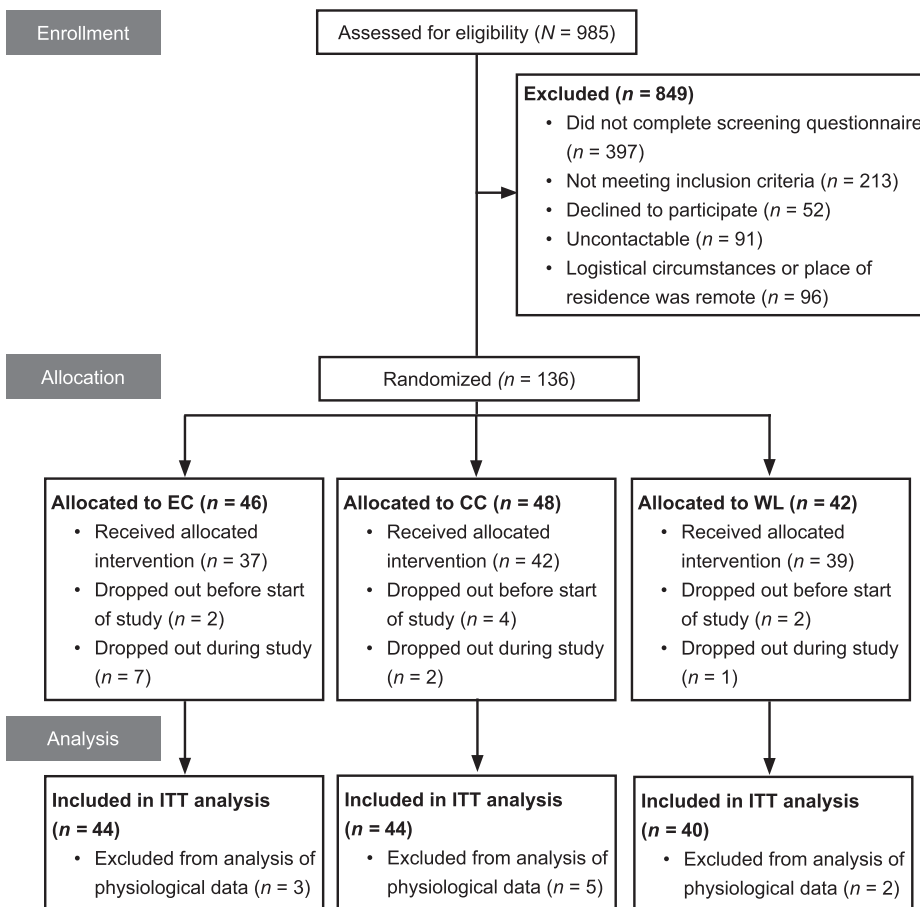 Enrollment
Assessed for eligibility (N = 985)
Excluded (n = 849)
• Did not complete screening questionnaire
(n = 397)
• Not meeting inclusion criteria (n = 213)
• Declined to participate (n = 52)
• Uncontactable (n = 91)
• Logistical circumstances or place of
residence was remote (n = 96)
Allocation
Randomized (n = 136)
Allocated to EC (n = 46)
• Received allocated
intervention (n = 37)
• Dropped out before start
of study (n = 2)
• Dropped out during study
(n = 7)
Allocated to CC (n = 48)
• Received allocated
intervention (n = 42)
• Dropped out before start
of study (n = 4)
• Dropped out during study
(n = 2)
Allocated to WL (n = 42)
• Received allocated
intervention (n = 39)
• Dropped out before start
of study (n = 2)
• Dropped out during study
(n = 1)
Analysis
Included in ITT analysis
(n = 44)
• Excluded from analysis of
physiological data (n = 3)
Included in ITT analysis
(n = 44)
• Excluded from analysis of
physiological data (n = 5)
Included in ITT analysis
(n = 40)
• Excluded from analysis of
physiological data (n = 2)